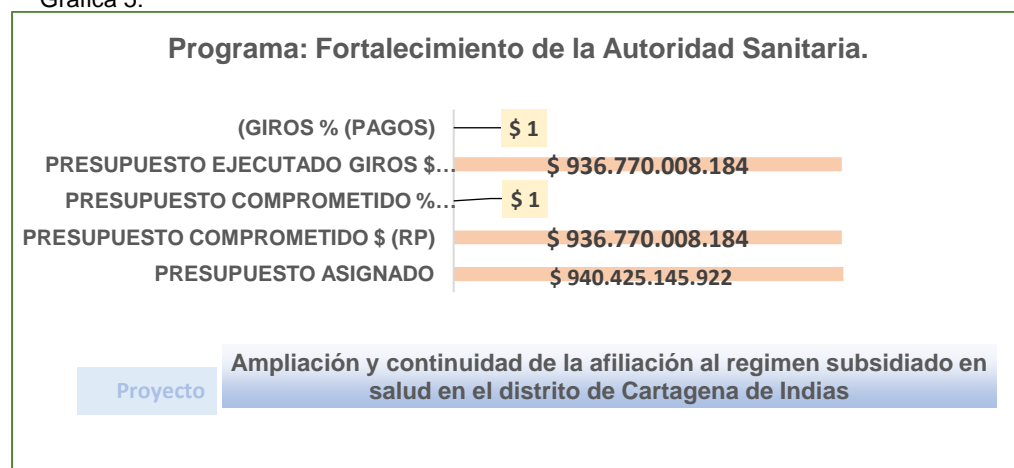 Gráfica 5.
Programa: Fortalecimiento de la Autoridad Sanitaria.
(GIROS % (PAGOS)
$ 1
PRESUPUESTO EJECUTADO GIROS $...
$ 936.770.008.184
PRESUPUESTO COMPROMETIDO %...
$ 1
PRESUPUESTO COMPROMETIDO $ (RP)
$ 936.770.008.184
PRESUPUESTO ASIGNADO
$ 940.425.145.922
Proyecto
Ampliación y continuidad de la afiliación al regimen subsidiado en
salud en el distrito de Cartagena de Indias